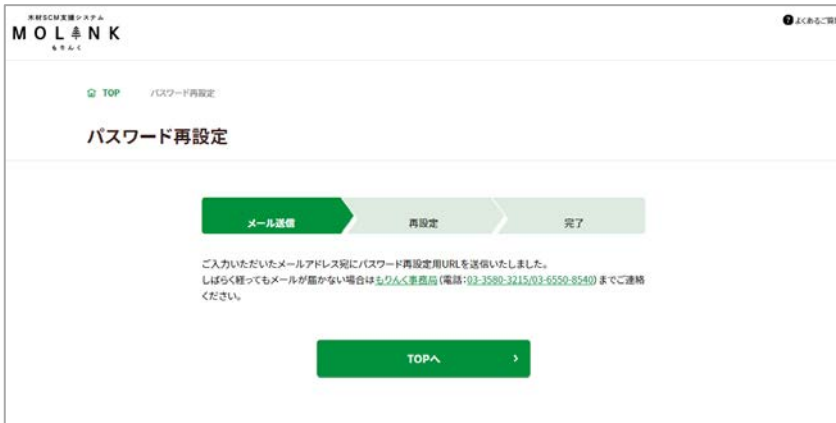 木材SCM支援システム
MOLINK
もりんく
よくあるご質問
TOP パスワード再設定
パスワード再設定
メール送信 再設定 完了
ご入力いただいたメールアドレス宛にパスワード再設定用URLを送信いたしました。
しばらく経ってもメールが届かない場合はもりんく事務局(電話:03-3580-3215/03-6550-8540)までご連絡
ください。
TOPへ